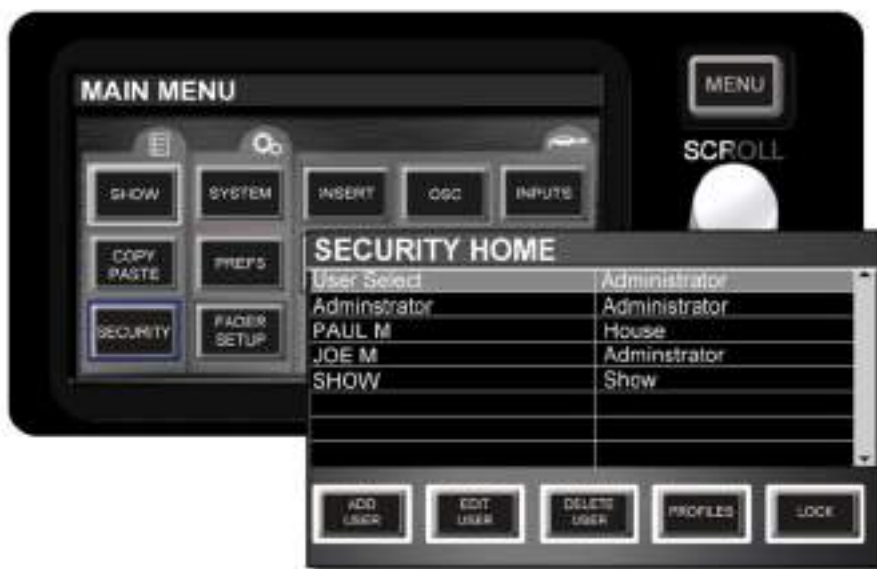 MAIN MENU
MENU
SCROLL
SHOW
SYSTEM
INSERT
OSC
INPUTS
COPY
PASTE
PREFS
SECURITY
FADER
SETUP
SECURITY HOME
User Select Administrator
Adminstrator Administrator
PAUL M House
JOE M Adminstrator
SHOW Show
ADD
USER
EDIT
USER
DELETE
USER
PROFILES
LOCK